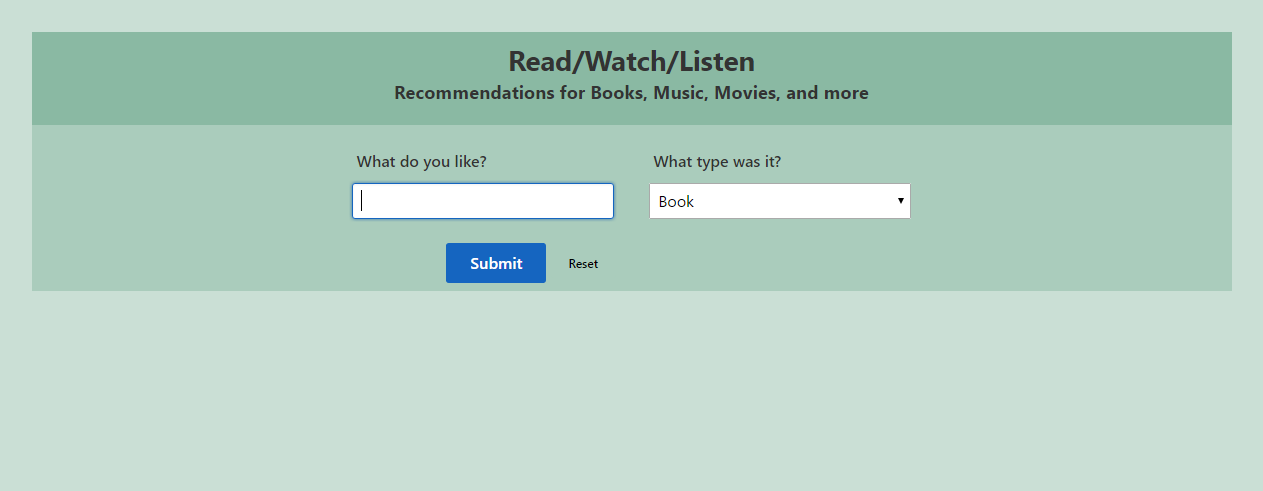 Read/Watch/Listen
Recommendations for Books, Music, Movies, and more
What do you like? What type was it?
Book
Submit Reset